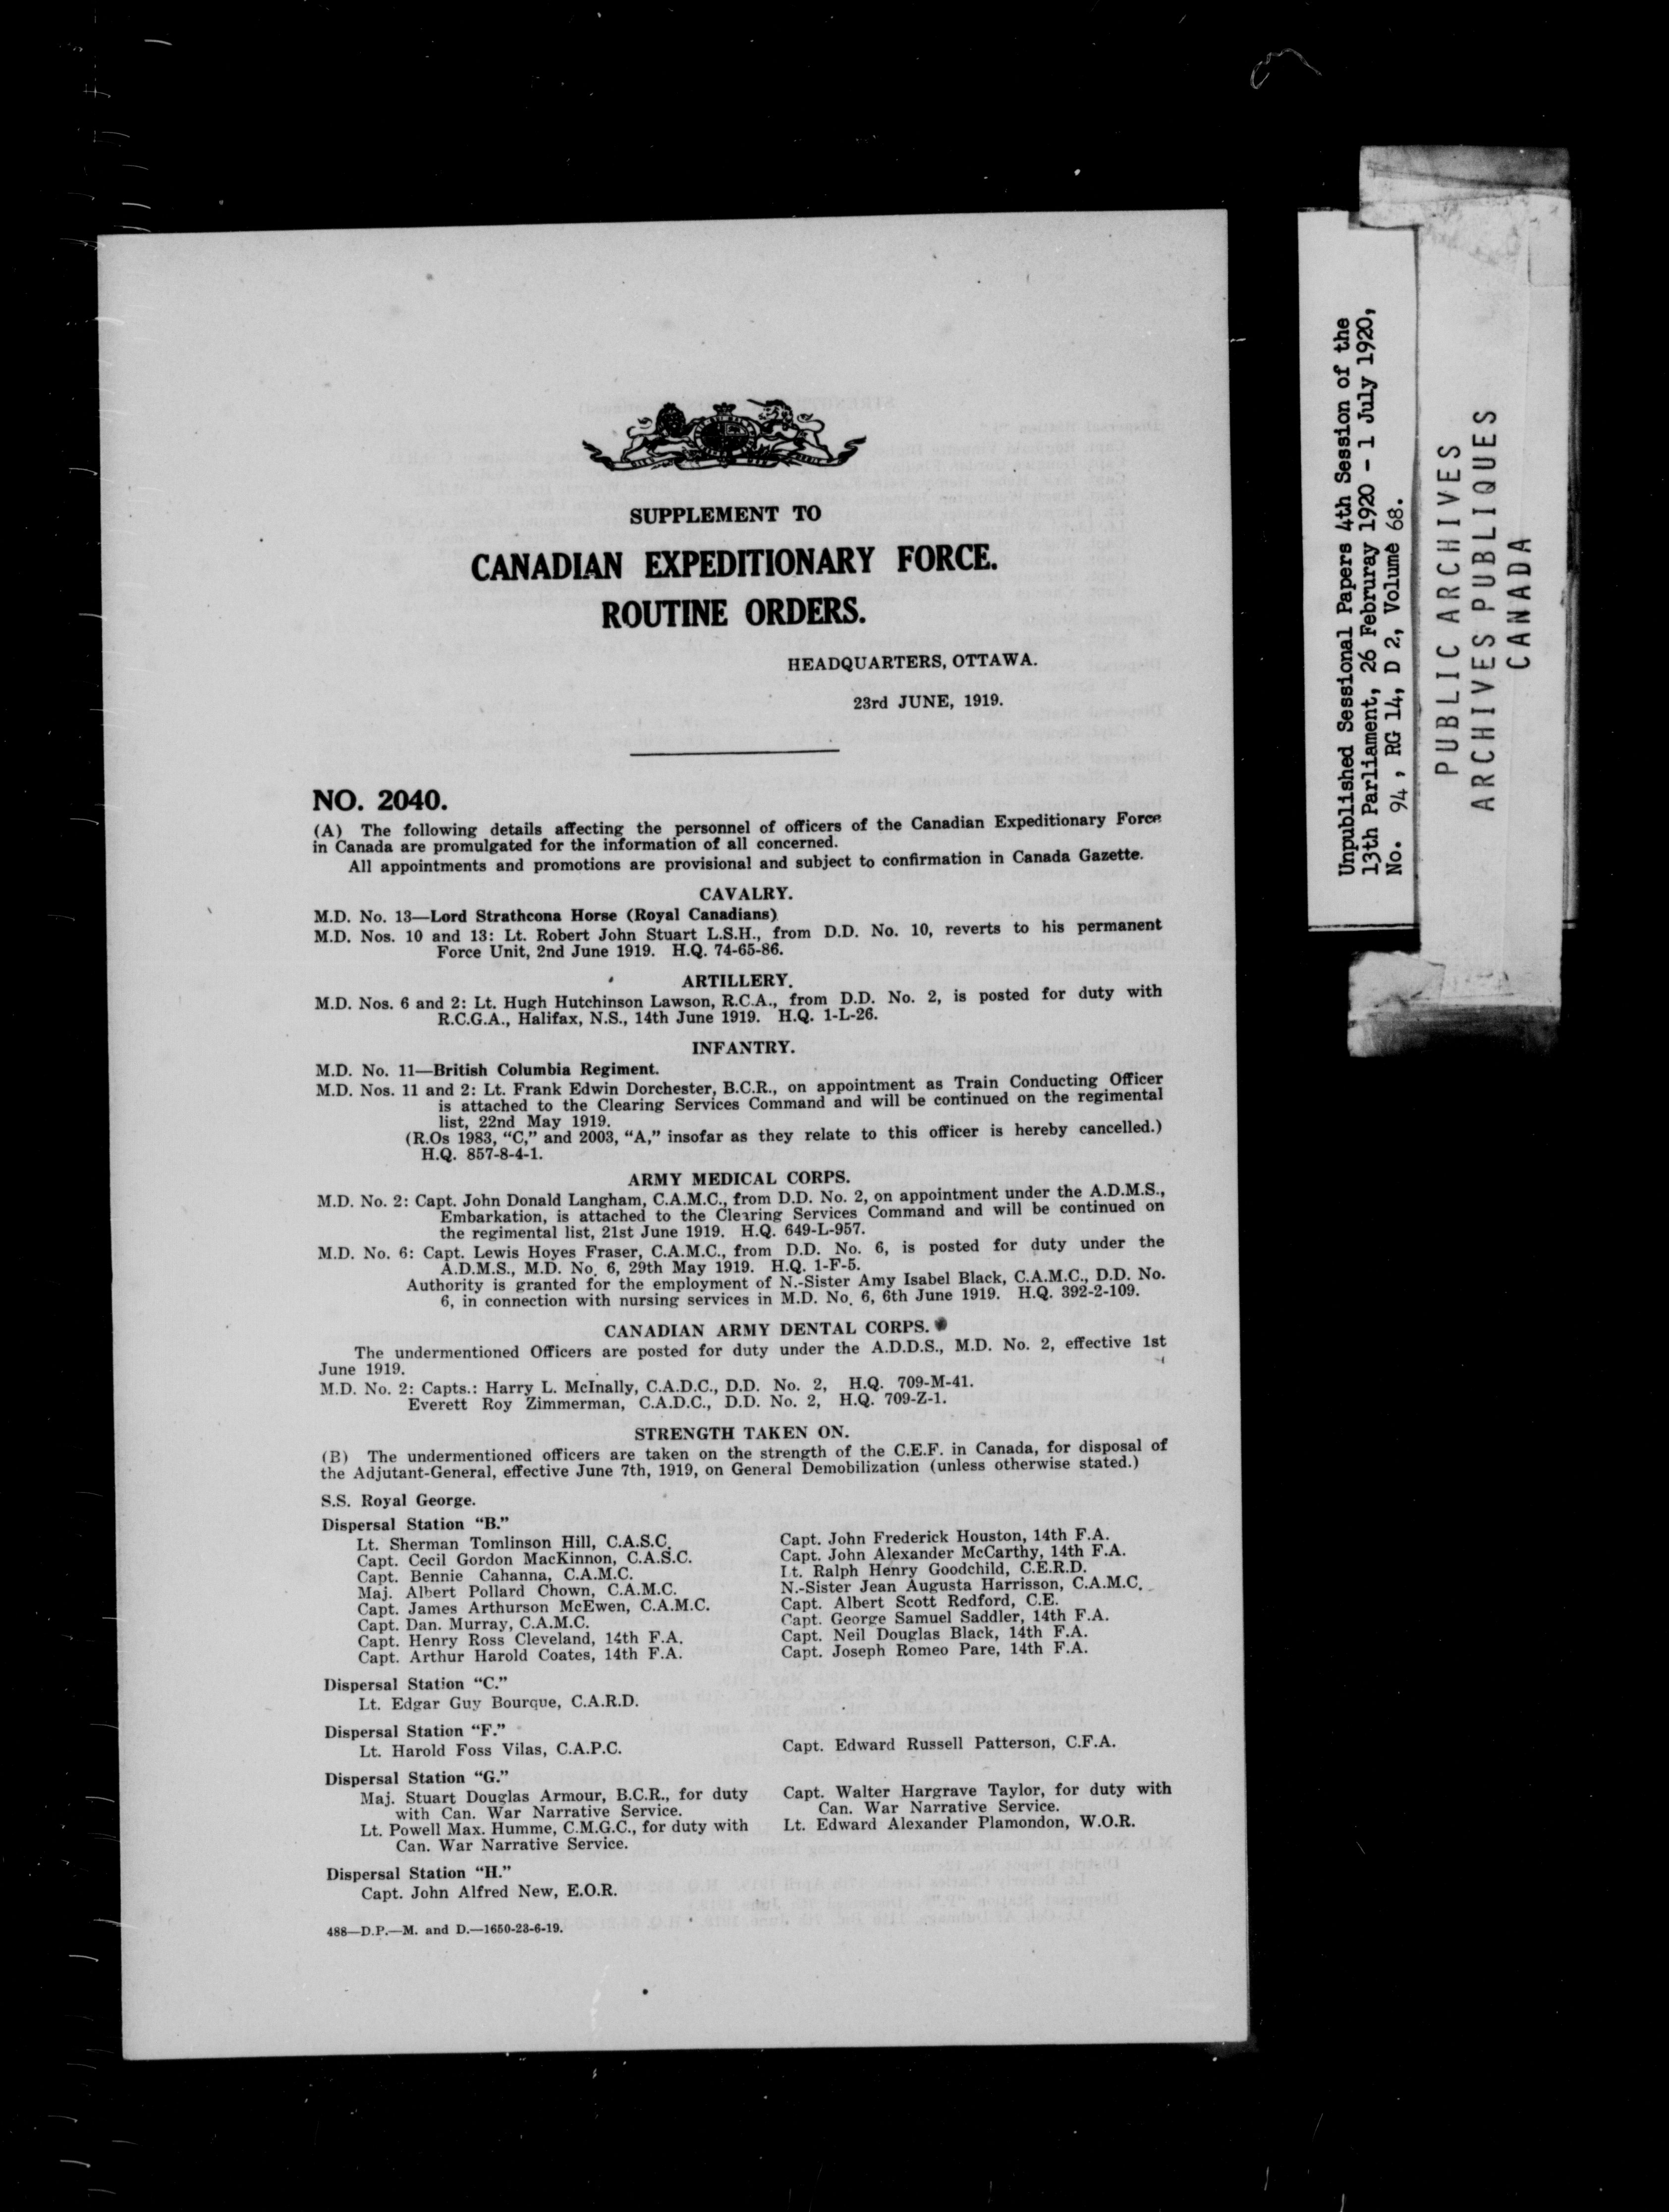 SUPPLEMENT TO
CANADIAN EXPEDITIONARY FORCE.
ROUTINE ORDERS.
HEADQUARTERS, OTTAWA.
23rd JUNE, 1919.
NO. 2040.
(A) The following details affecting the personnel of officers of the Canadian Expeditionary Force
in Canada are promulgated for the information of all concerned.
All appointments and promotions are provisional and subject to confirmation in Canada Gazette.
CAVALRY.
M.D. No. 13—Lord Strathcona Horse (Royal Canadians)
M.D. Nos. 10 and 13: Lt. Robert John Stuart L.S.H., from D.D. No. 10, reverts to his permanent
Force Unit, 2nd June 1919. H.Q. 74-65-86.
ARTILLERY.
M.D. Nos. 6 and 2: Lt. Hugh Hutchinson Lawson, R.C.A., from D.D. No. 2, is posted for duty with
R.C.G.A., Halifax, N.S., 14th June 1919. H.Q. 1-L-26.
INFANTRY.
M.D. No. 11—British Columbia Regiment.
M.D. Nos. 11 and 2: Lt. Frank Edwin Dorchester, B.C.R., on appointment as Train Conducting Officer
is attached to the Clearing Services Command and will be continued on the regimental
list, 22nd May 1919.
(R.Os 1983, “C,” and 2003, “A,” insofar as they relate to this officer is hereby cancelled.)
H.Q. 857-8-4-1.
ARMY MEDICAL CORPS.
M.D. No. 2: Capt. John Donald Langham, C.A.M.C., from D.D. No. 2, on appointment under the A.D.M.S.,
Embarkation, is attached to the Clearing Services Command and will be continued on
the regimental list, 21st June 1919. H.Q. 649-L-957.
M.D. No. 6: Capt. Lewis Hoyes Fraser, C.A.M.C., from D.D. No. 6, is posted for duty under the
A.D.M.S., M.D. No. 6, 29th May 1919. H.Q. 1-F-5.
Authority is granted for the employment of N.-Sister Amy Isabel Black, C.A.M.C., D.D. No.
6, in connection with nursing services in M.D. No. 6, 6th June 1919. H.Q. 392-2-109.
CANADIAN ARMY DENTAL CORPS.
The undermentioned Officers are posted for duty under the A.D.D.S., M.D. No. 2, effective 1st
June 1919.
M.D. No. 2: Capts.: Harry L. McInally, C.A.D.C., D.D. No. 2, H.Q. 709-M-41.
Everett Roy Zimmerman, C.A.D.C., D.D. No. 2, H.Q. 709-Z-1.
STRENGTH TAKEN ON.
(B) The undermentioned officers are taken on the strength of the C.E.F. in Canada, for disposal of
the Adjutant-General, effective June 7th, 1919, on General Demobilization (unless otherwise stated.)
S.S. Royal George.
Dispersal Station “B.”
Lt. Sherman Tomlinson Hill, C.A.S.C.
Capt. Cecil Gordon MacKinnon, C.A.S.C.
Capt. Bennie Cahanna, C.A.M.C.
Maj. Albert Pollard Chown, C.A.M.C.
Capt. James Arthurson McEwen, C.A.M.C.
Capt. Dan. Murray, C.A.M.C.
Capt. Henry Ross Cleveland, 14th F.A.
Capt. Arthur Harold Coates, 14th F.A.
Capt. John Frederick Houston, 14th F.A.
Capt. John Alexander McCarthy, 14th F.A.
Lt. Ralph Henry Goodchild, C.E.R.D.
N.-Sister Jean Augusta Harrisson, C.A.M.C.
Capt. Albert Scott Redford, C.E.
Capt. George Samuel Saddler, 14th F.A.
Capt. Neil Douglas Black, 14th F.A.
Capt. Joseph Romeo Pare, 14th F.A.
Dispersal Station “C.”
Lt. Edgar Guy Bourque, C.A.R.D.
Dispersal Station “F.”
Lt. Harold Foss Vilas, C.A.P.C.
Capt. Edward Russell Patterson, C.F.A.
Dispersal Station “G.”
Maj. Stuart Douglas Armour, B.C.R., for duty
with Can. War Narrative Service.
Lt. Powell Max. Humme, C.M.G.C., for duty with
Can. War Narrative Service.
Capt. Walter Hargrave Taylor, for duty with
Can. War Narrative Service.
Lt. Edward Alexander Plamondon, W.O.R.
Dispersal Station “H.”
Capt. John Alfred New, E.O.R.
488—D.P.—M. and D.—1650-23-6-19.
Unpublished Sessional Papers 4th Session of the
13th Parliament, 26 Februray 1920 - 1 July 1920,
No. 94, RG 14, D 2, Volume 68.
PUBLIC ARCHIVES
ARCHIVES PUBLIQUES
CANADA